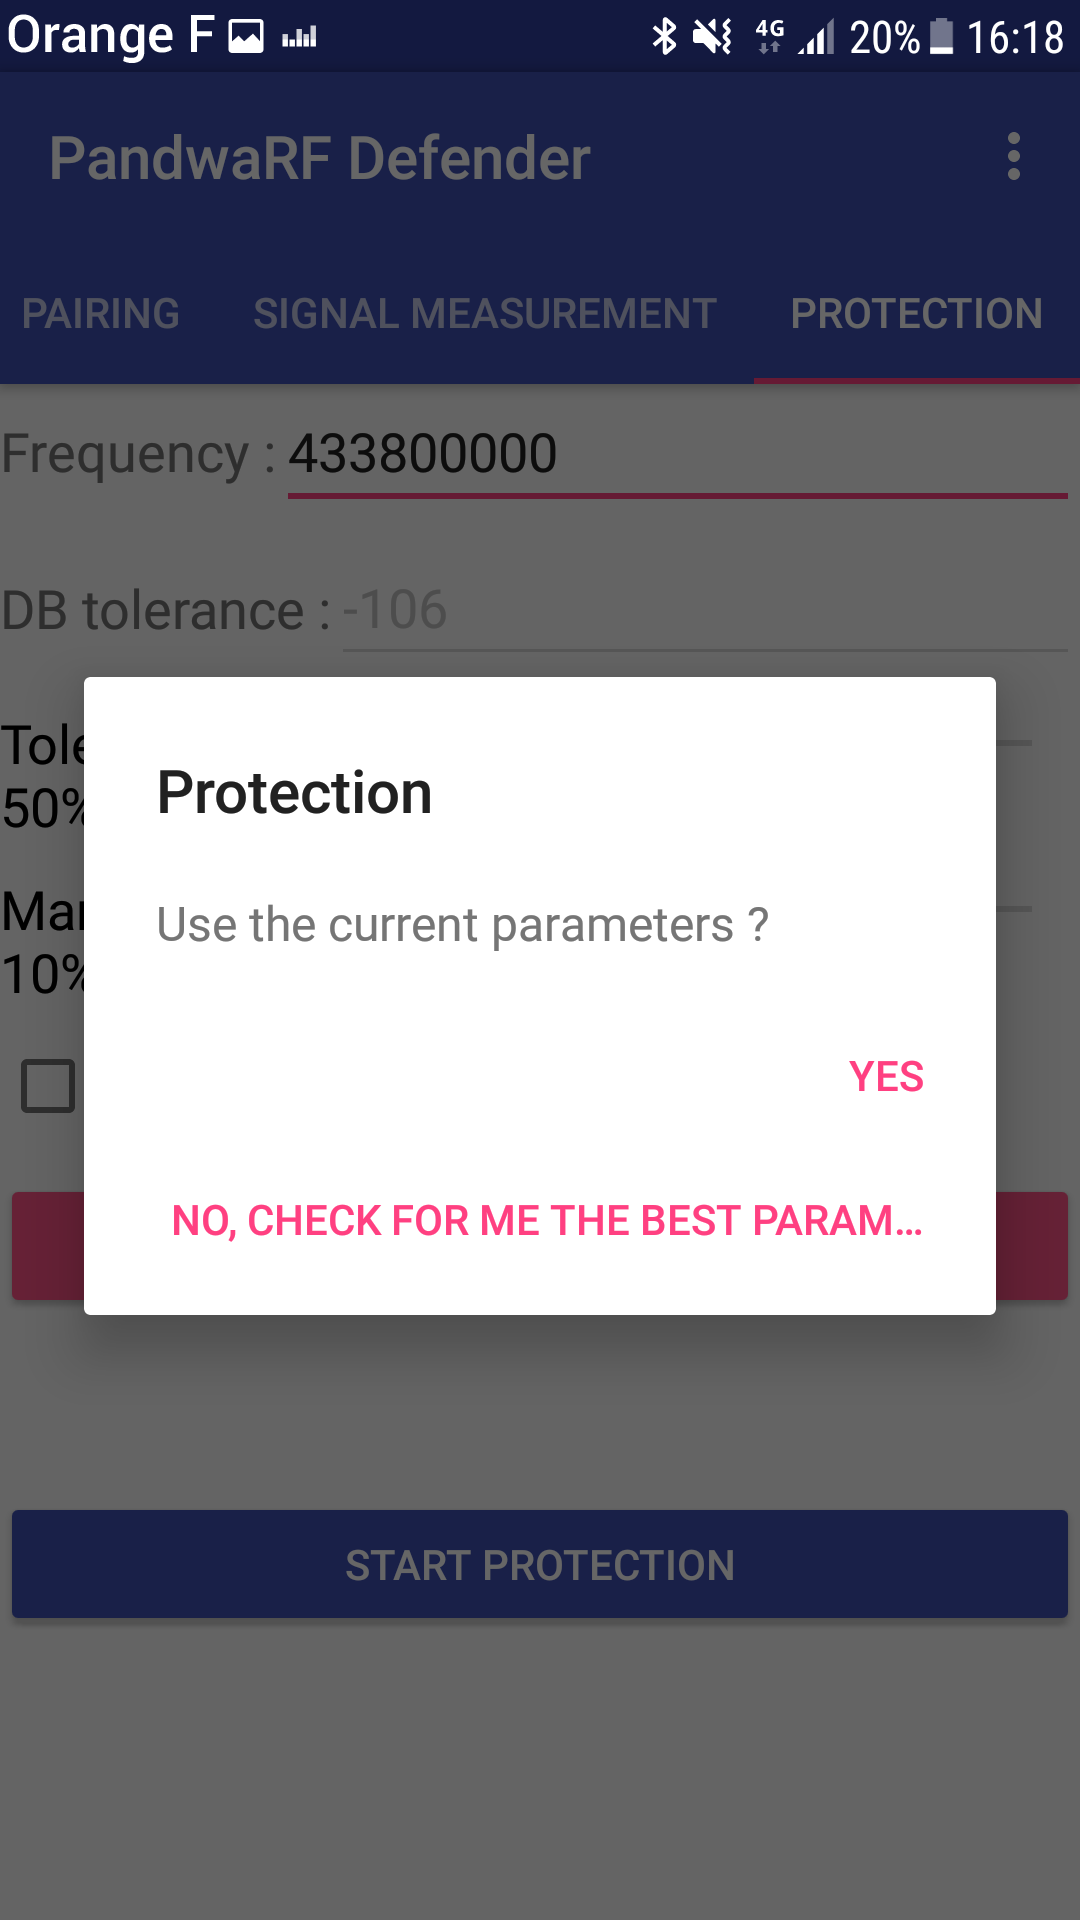 Orange F 4G 20% 16:18
PandwaRF Defender
PAIRING SIGNAL MEASUREMENT PROTECTION
Frequency : 433800000
DB tolerance : -106
Tole
50%
Mar
10%
Protection
Use the current parameters ?
YES
NO, CHECK FOR ME THE BEST PARAM...
START PROTECTION